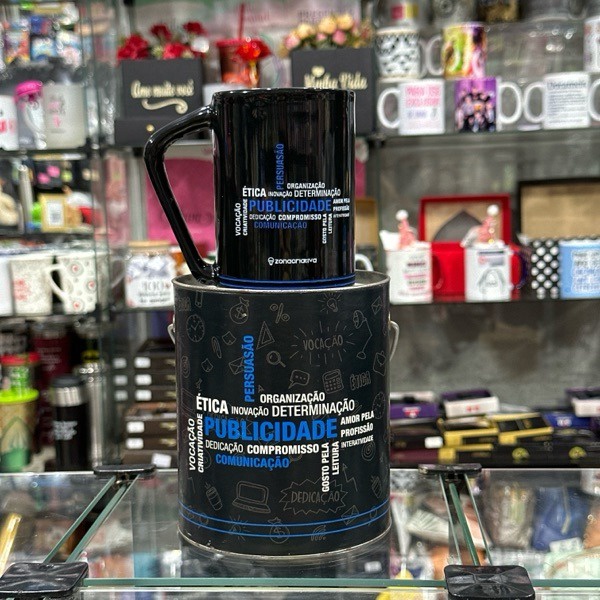 Amo muito você!
PERSUASÃO
ORGANIZAÇÃO
ÉTICA INOVAÇÃO DETERMINAÇÃO
VOCAÇÃO
CRIATIVIDADE
PUBLICIDADE
AMOR PELA
PROFISSÃO
INTERATIVIDADE
DEDICAÇÃO COMPROMISSO
COMUNICAÇÃO
GOSTO PELA
LEITURA
zonacriativa
VOCAÇÃO
PERSUASÃO
ORGANIZAÇÃO
ÉTICA INOVAÇÃO DETERMINAÇÃO
VOCAÇÃO
CRIATIVIDADE
PUBLICIDADE
AMOR PELA
PROFISSÃO
INTERATIVIDADE
DEDICAÇÃO COMPROMISSO
COMUNICAÇÃO
GOSTO PELA
LEITURA
DEDICAÇÃO